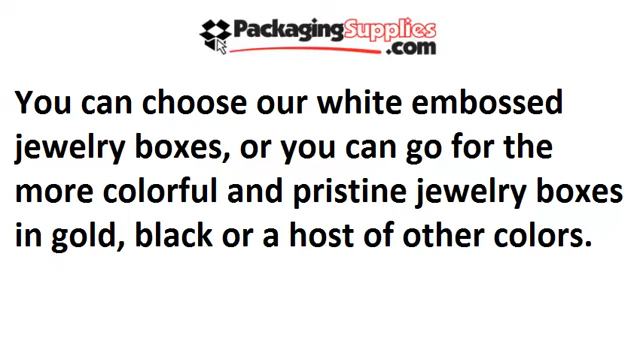 PackagingSupplies
.com
You can choose our white embossed
jewelry boxes, or you can go for the
more colorful and pristine jewelry boxes
in gold, black or a host of other colors.